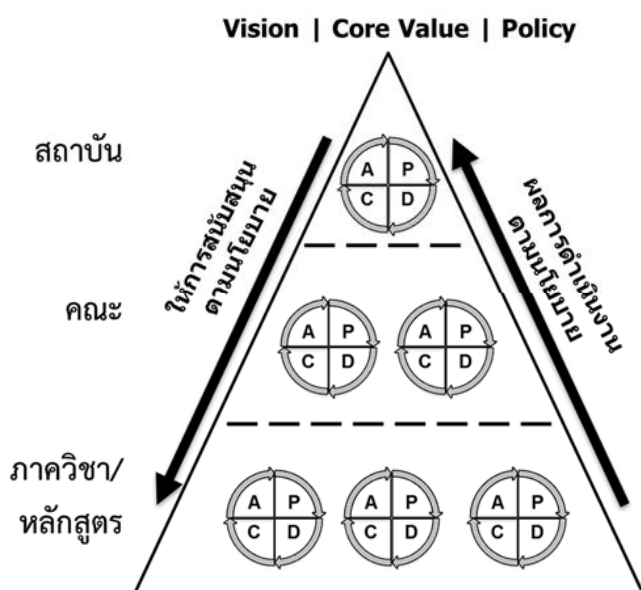 Vision | Core Value | Policy
สถาบัน
A P
C D
ให้การสนับสนุน
ตามนโยบาย
ผลการดำเนินงาน
ตามนโยบาย
คณะ
A P A P
C D C D
ภาควิชา/
หลักสูตร
A P A P A P
C D C D C D